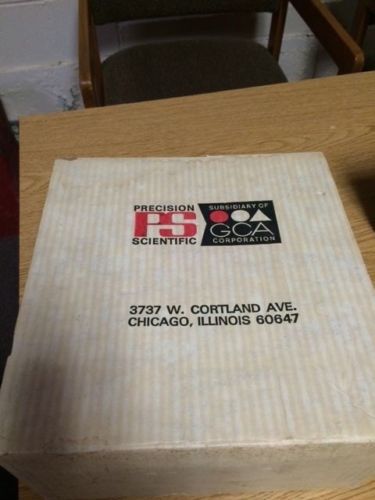 PRECISION
PS
SCIENTIFIC
SUBSIDIARY OF
GCA
CORPORATION
3737 W. CORTLAND AVE.
CHICAGO, ILLINOIS 60647